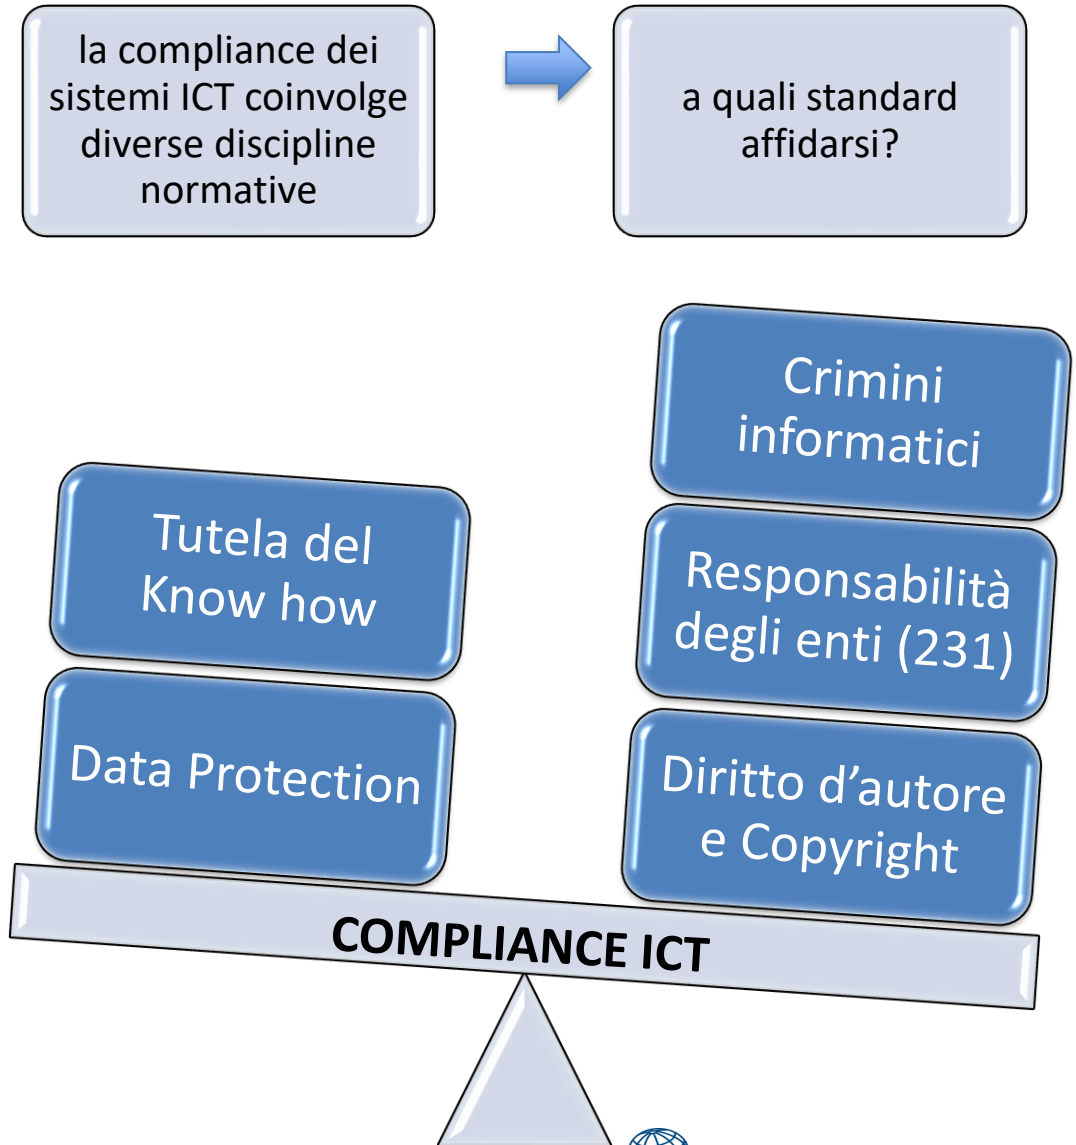 la compliance dei
sistemi ICT coinvolge
diverse discipline
normative
a quali standard
affidarsi?
Crimini
informatici
Tutela del
Know how
Responsabilità
degli enti (231)
Data Protection
Diritto d’autore
e Copyright
COMPLIANCE ICT